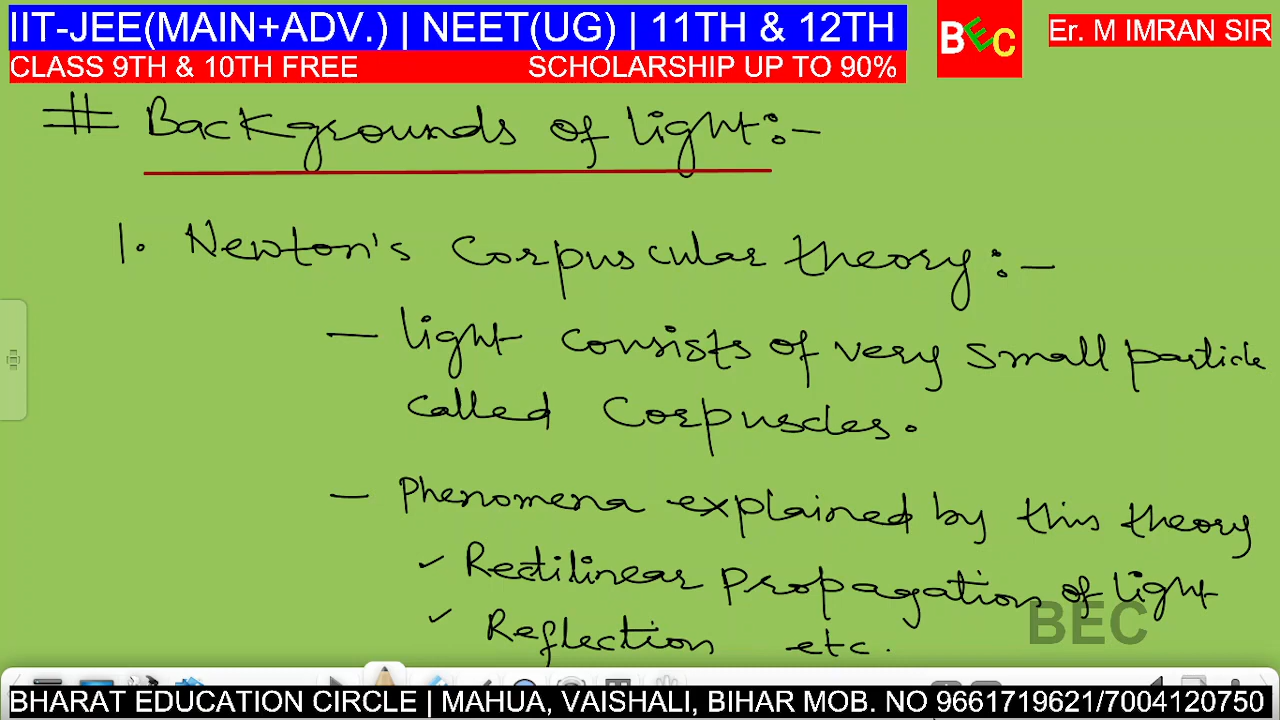 IIT-JEE(MAIN+ADV.) | NEET(UG) | 11TH & 12TH
BEC
Er. M IMRAN SIR
CLASS 9TH & 10TH FREE SCHOLARSHIP UP TO 90%
# Backgrounds of light:-
1. Newton's Corpuscular theory:-
- light consists of very small particle
called Corpuscles.
- Phenomena explained by this theory
✓ Rectilinear Propagation of light
✓ Reflection etc.
BEC
BHARAT EDUCATION CIRCLE | MAHUA, VAISHALI, BIHAR MOB. NO 9661719621/7004120750